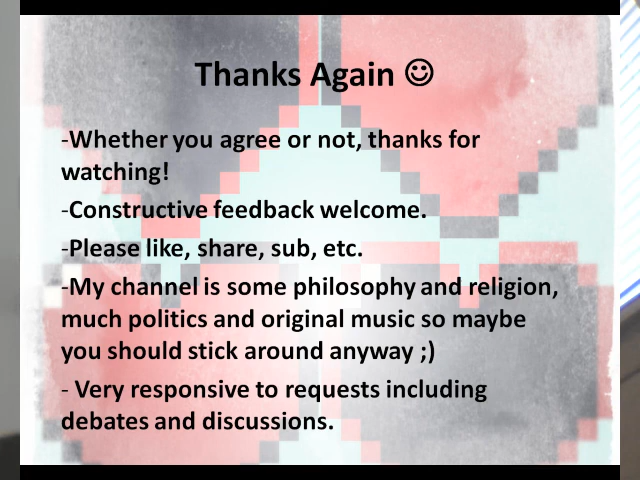 Thanks Again ☺
-Whether you agree or not, thanks for
watching!
-Constructive feedback welcome.
-Please like, share, sub, etc.
-My channel is some philosophy and religion,
much politics and original music so maybe
you should stick around anyway ;)
- Very responsive to requests including
debates and discussions.